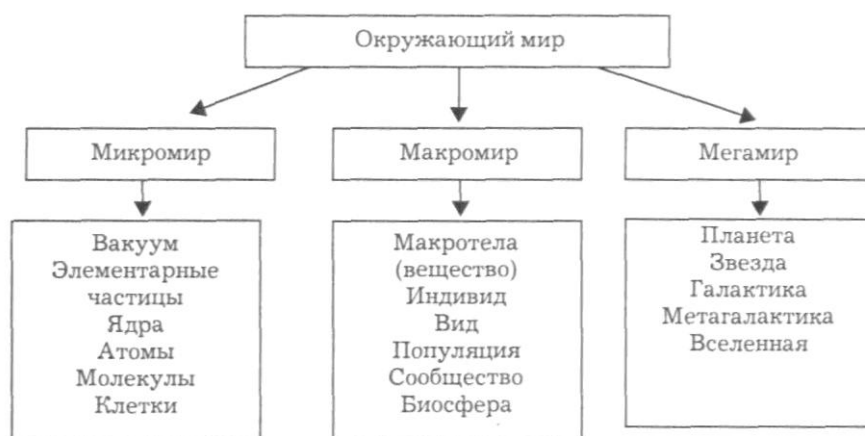 Окружающий мир
Микромир
Макромир
Мегамир
Вакуум
Элементарные
частицы
Ядра
Атомы
Молекулы
Клетки
Макротела
(вещество)
Индивид
Вид
Популяция
Сообщество
Биосфера
Планета
Звезда
Галактика
Метагалактика
Вселенная